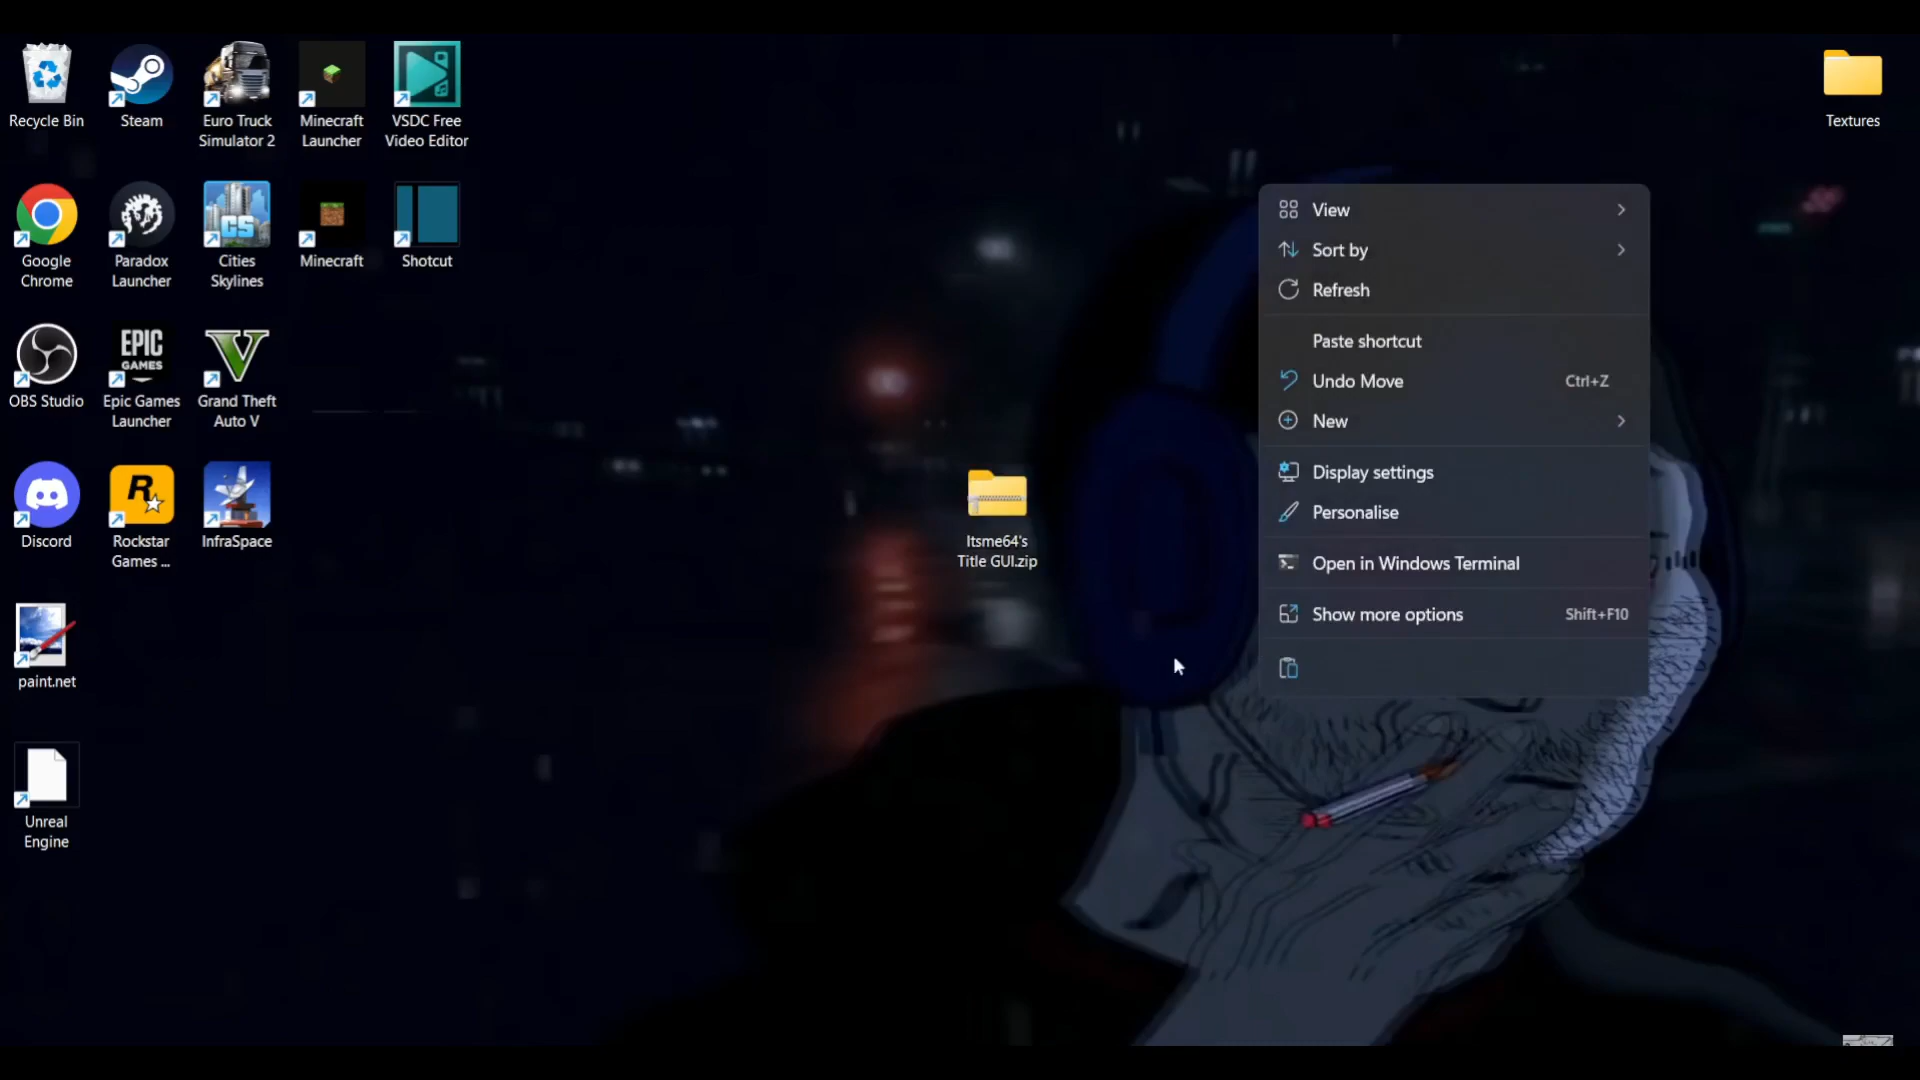 Recycle Bin
Steam
Euro Truck
Simulator 2
Minecraft
Launcher
VSDC Free
Video Editor
Textures
Google
Chrome
Paradox
Launcher
CS
Cities
Skylines
Minecraft
Shotcut
OBS Studio
EPIC
GAMES
Epic Games
Launcher
V
Grand Theft
Auto V
Discord
R
Rockstar
Games ...
InfraSpace
paint.net
Unreal
Engine
Itsme64's
Title GUI.zip
View
Sort by
Refresh
Paste shortcut
Undo Move Ctrl+Z
New
Display settings
Personalise
Open in Windows Terminal
Show more options Shift+F10